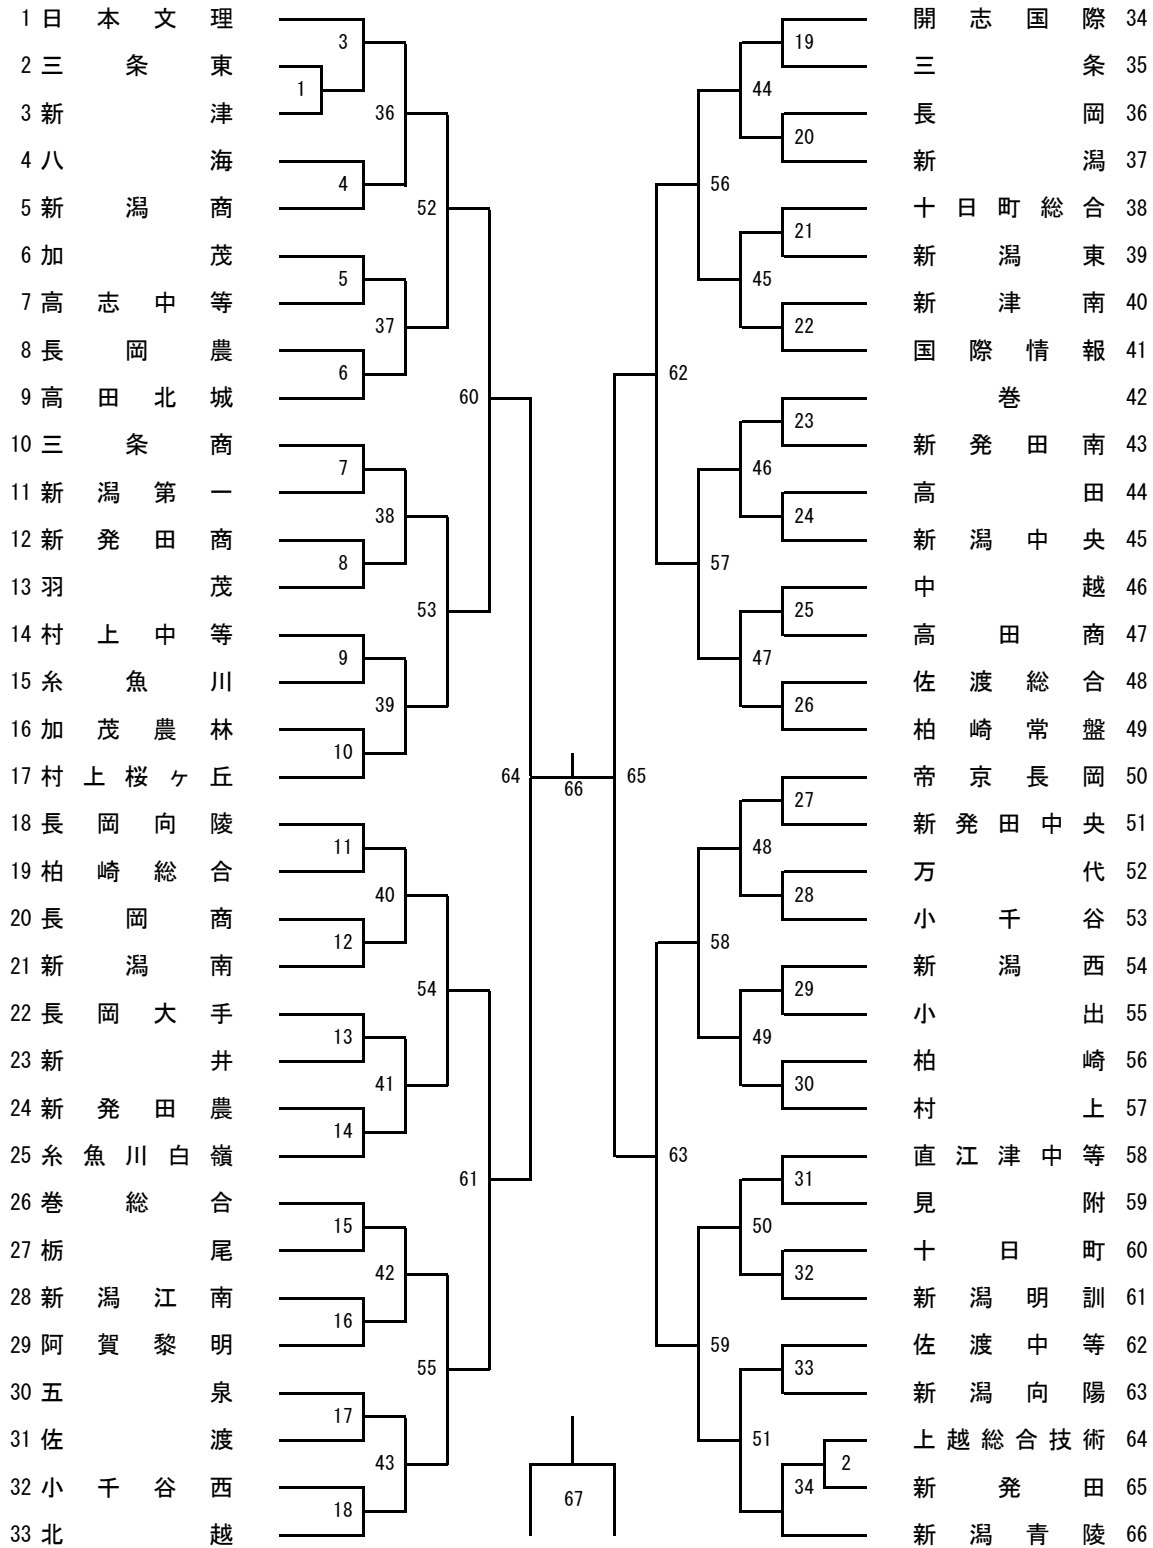 1 日本文理
2 三条東
3 新津
4 八海
5 新潟商
6 加茂
7 高志中等
8 長岡農
9 高田北城
10 三条商
11 新潟第一
12 新発田商
13 羽茂
14 村上中等
15 糸魚川
16 加茂農林
17 村上桜ヶ丘
18 長岡向陵
19 柏崎総合
20 長岡商
21 新潟南
22 長岡大手
23 新井
24 新発田農
25 糸魚川白嶺
26 巻総合
27 栃尾
28 新潟江南
29 阿賀黎明
30 五泉
31 佐渡
32 小千谷西
33 北越
3
1
36
4
52
5
37
6
60
7
38
8
53
9
39
10
64
11
40
12
54
13
41
14
61
15
42
16
55
17
43
18
66
67
65
19
44
20
56
21
45
22
62
23
46
24
57
25
47
26
27
48
28
58
29
49
30
63
31
50
32
59
33
51
2
34
開志国際 34
三条 35
長岡 36
新潟 37
十日町総合 38
新潟東 39
新津南 40
国際情報 41
巻 42
新発田南 43
高田 44
新潟中央 45
中越 46
高田商 47
佐渡総合 48
柏崎常盤 49
帝京長岡 50
新発田中央 51
万代 52
小千谷 53
新潟西 54
小出 55
柏崎 56
村上 57
直江津中等 58
見附 59
十日町 60
新潟明訓 61
佐渡中等 62
新潟向陽 63
上越総合技術 64
新発田 65
新潟青陵 66